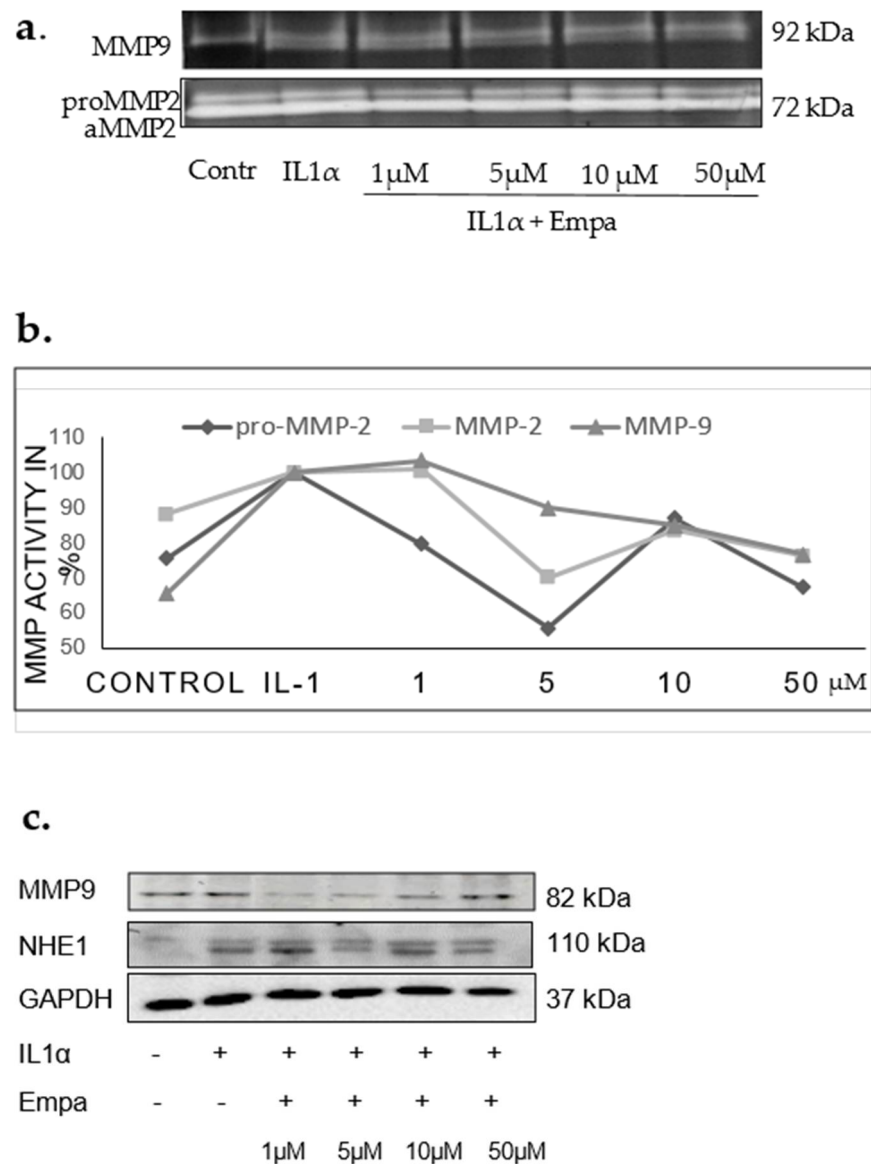 a.
MMP9 92 kDa
proMMP2 72 kDa
aMMP2
Contr IL1α 1µM 5µM 10 µM 50µM
IL1α + Empa
b.
pro-MMP-2 MMP-2 MMP-9
MMP ACTIVITY IN %
110
100
90
80
70
60
50
CONTROL IL-1 1 5 10 50 µM
c.
MMP9 82 kDa
NHE1 110 kDa
GAPDH 37 kDa
IL1α - + + + + +
Empa - - + + + +
1µM 5µM 10µM 50µM